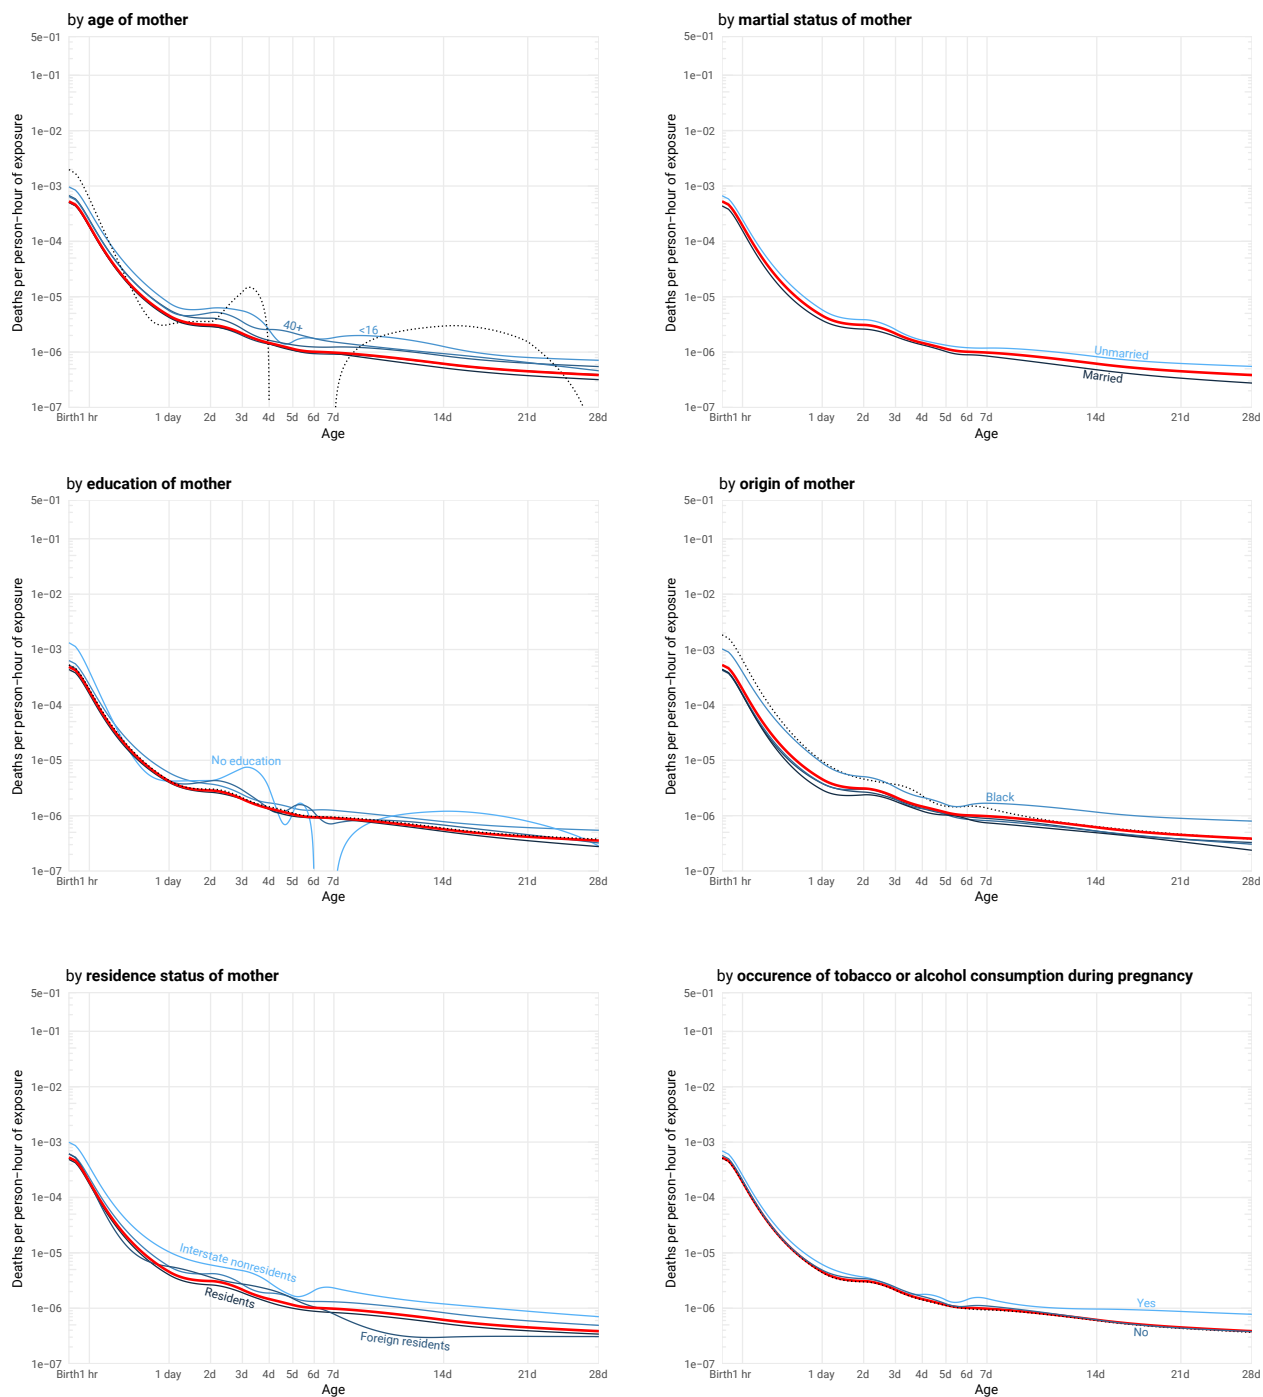 by age of mother
5e−01
1e−01
1e−02
1e−03
1e−04
1e−05
1e−06
1e−07
Deaths per person−hour of exposure
40+
<16
Birth1 hr 1 day 2d 3d 4d 5d 6d 7d 14d 21d 28d
Age
by martial status of mother
5e−01
1e−01
1e−02
1e−03
1e−04
1e−05
1e−06
1e−07
Deaths per person−hour of exposure
Unmarried
Married
Birth1 hr 1 day 2d 3d 4d 5d 6d 7d 14d 21d 28d
Age
by education of mother
5e−01
1e−01
1e−02
1e−03
1e−04
1e−05
1e−06
1e−07
Deaths per person−hour of exposure
No education
Birth1 hr 1 day 2d 3d 4d 5d 6d 7d 14d 21d 28d
Age
by origin of mother
5e−01
1e−01
1e−02
1e−03
1e−04
1e−05
1e−06
1e−07
Deaths per person−hour of exposure
Black
Birth1 hr 1 day 2d 3d 4d 5d 6d 7d 14d 21d 28d
Age
by residence status of mother
5e−01
1e−01
1e−02
1e−03
1e−04
1e−05
1e−06
1e−07
Deaths per person−hour of exposure
Interstate nonresidents
Residents
Foreign residents
Birth1 hr 1 day 2d 3d 4d 5d 6d 7d 14d 21d 28d
Age
by occurence of tobacco or alcohol consumption during pregnancy
5e−01
1e−01
1e−02
1e−03
1e−04
1e−05
1e−06
1e−07
Deaths per person−hour of exposure
Yes
No
Birth1 hr 1 day 2d 3d 4d 5d 6d 7d 14d 21d 28d
Age